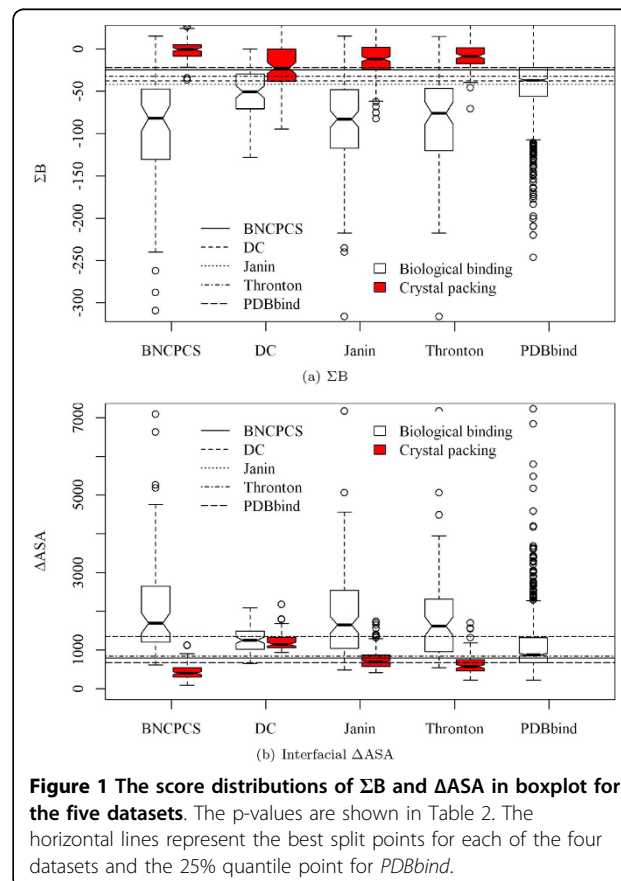 0
-50
-100
-150
-200
-250
-300
ΣB
BNCPCS
DC
Janin
Thronton
PDBbind
Biological binding
Crystal packing
BNCPCS DC Janin Thronton PDBbind
(a) ΣB
7000
5000
3000
1000
0
ΔASA
BNCPCS
DC
Janin
Thronton
PDBbind
Biological binding
Crystal packing
BNCPCS DC Janin Thronton PDBbind
(b) Interfacial ΔASA
Figure 1 The score distributions of ΣB and ΔASA in boxplot for
the five datasets. The p-values are shown in Table 2. The
horizontal lines represent the best split points for each of the four
datasets and the 25% quantile point for PDBbind.